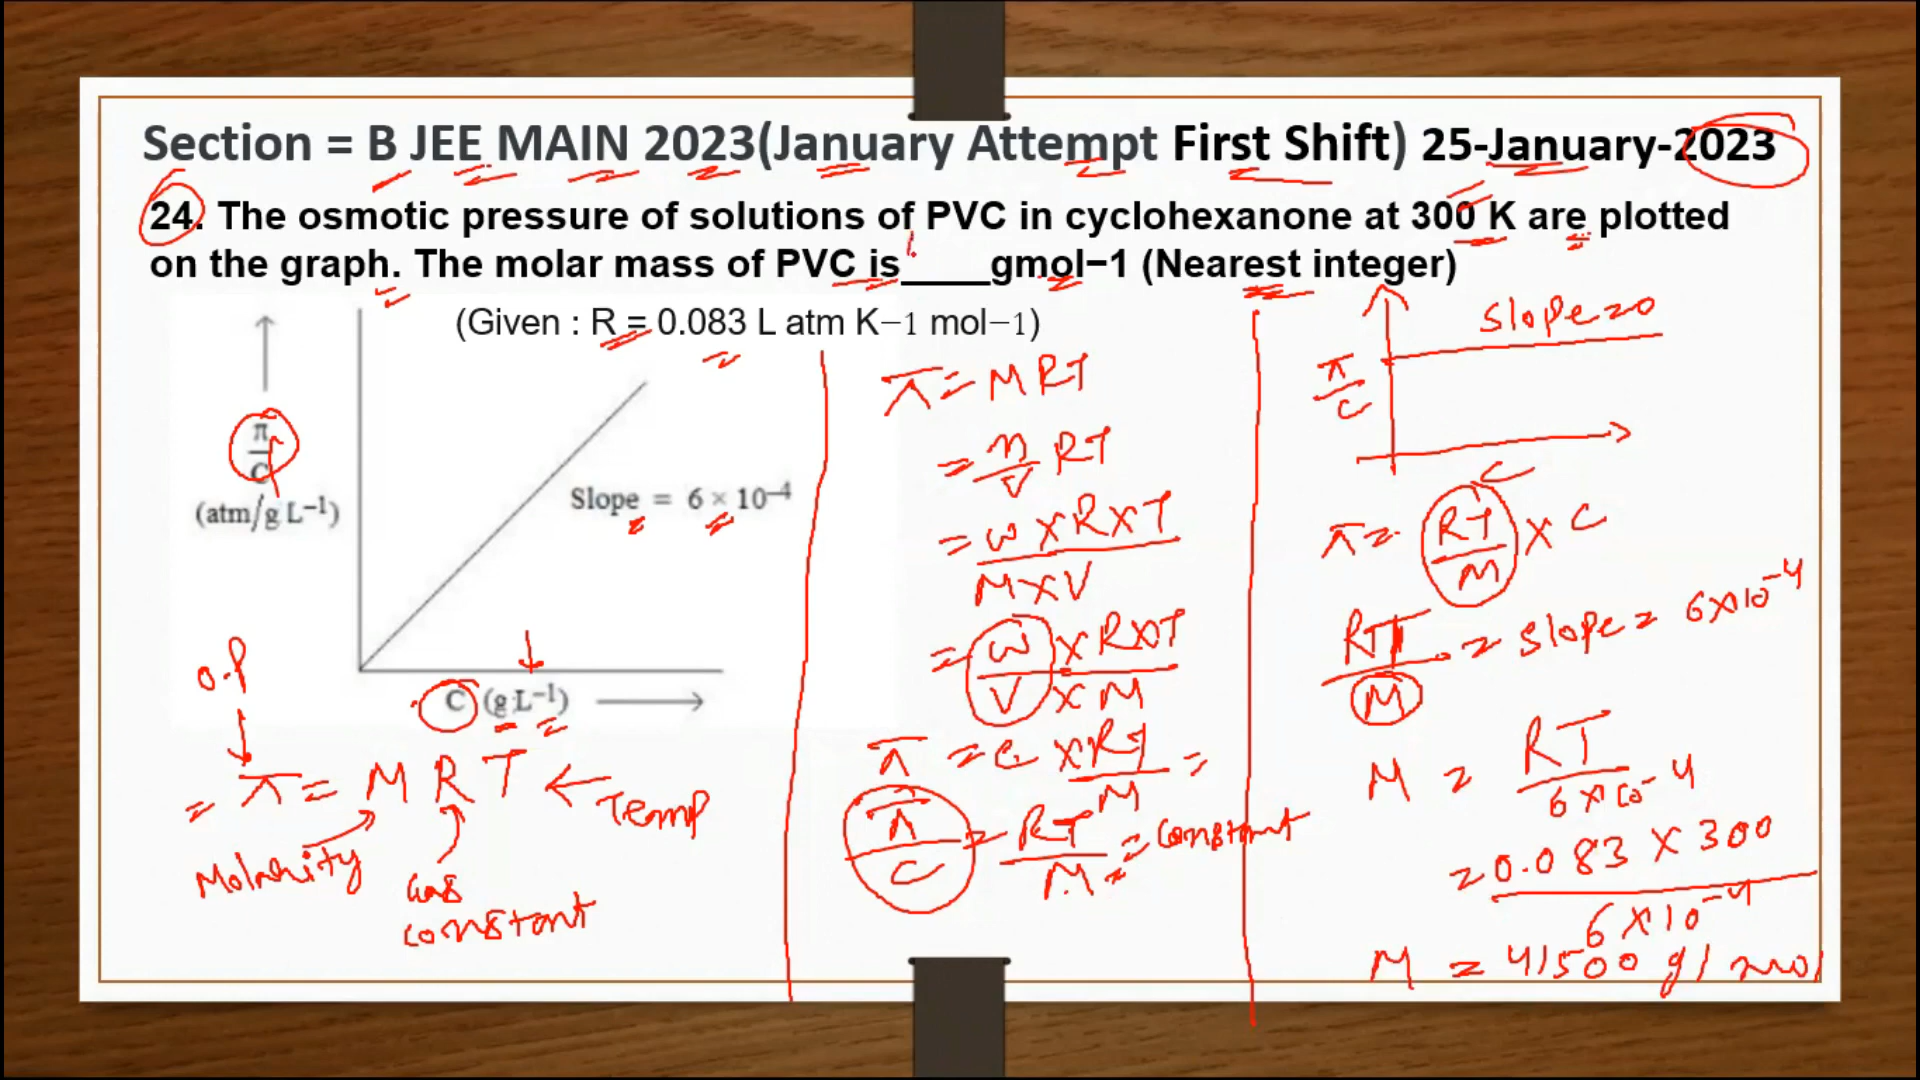 Section = B JEE MAIN 2023(January Attempt First Shift) 25-January-2023
24. The osmotic pressure of solutions of PVC in cyclohexanone at 300 K are plotted
on the graph. The molar mass of PVC is____gmol−1 (Nearest integer)
(Given : R = 0.083 L atm K−1 mol−1)
π/C
(atm/g L⁻¹)
Slope = 6 × 10⁻⁴
C (g L⁻¹)
o.p
= π = M R T ← Temp
Molarity
Gas
constant
π = MRT
= n/V RT
= w×R×T / M×V
= w/V × R×T / × M
π = C × RT/M =
π/C = RT/M = constant
slope=0
π/C
C
π = RT/M × C
RT/M = slope = 6×10⁻⁴
M = RT / 6×10⁻⁴
= 0.083 × 300 / 6×10⁻⁴
M = 41500 g/mol